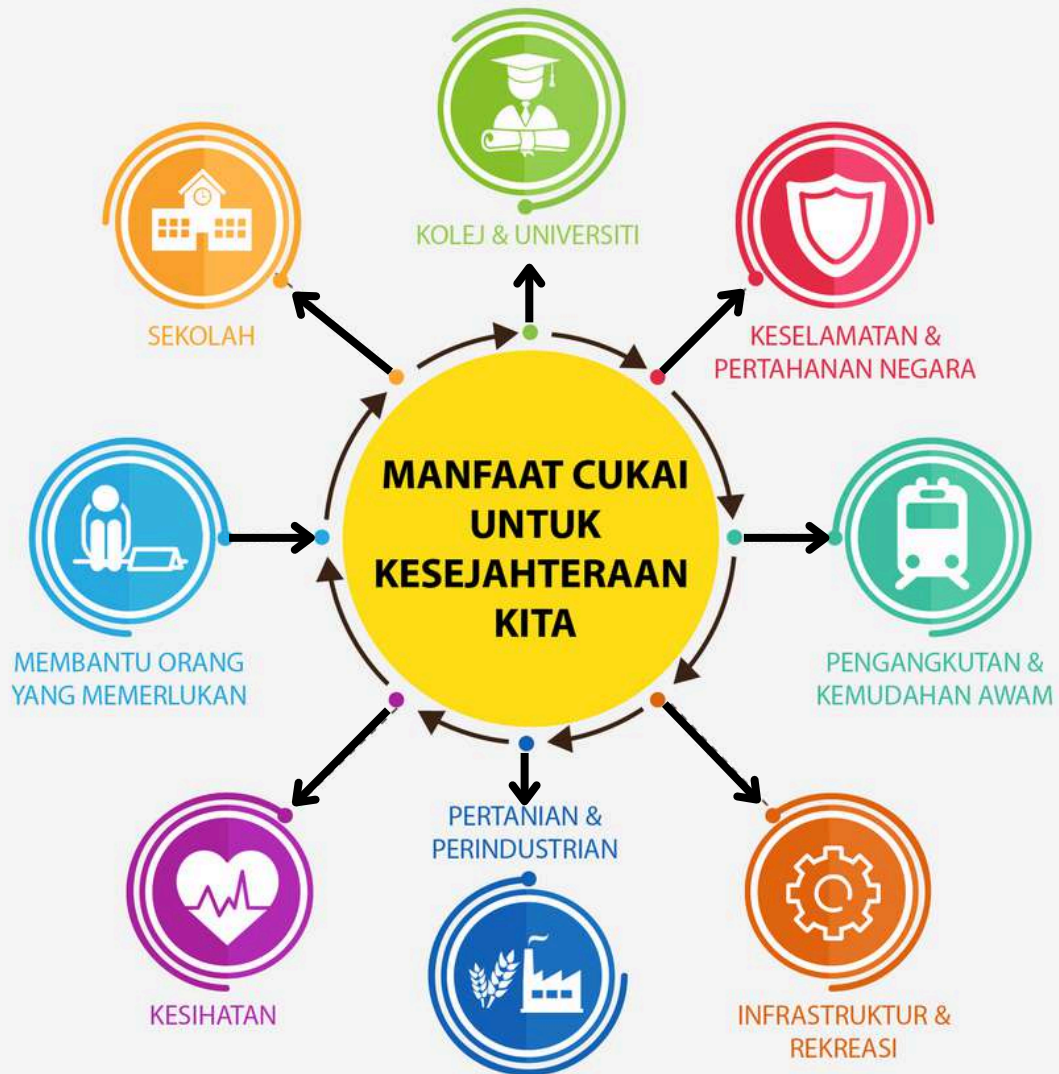 KOLEJ & UNIVERSITI
SEKOLAH
KESELAMATAN &
PERTAHANAN NEGARA
MANFAAT CUKAI
UNTUK
KESEJAHTERAAN
KITA
MEMBANTU ORANG
YANG MEMERLUKAN
PENGANGKUTAN &
KEMUDAHAN AWAM
PERTANIAN &
PERINDUSTRIAN
KESIHATAN
INFRASTRUKTUR &
REKREASI